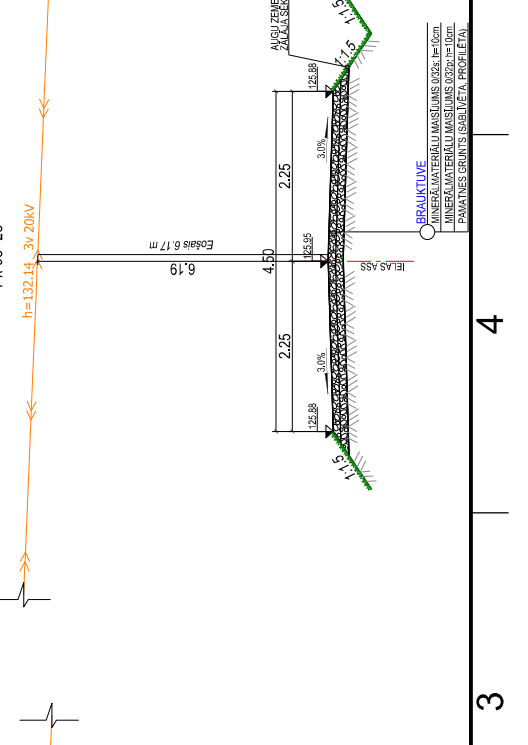 h=132.14 3v 20kV
Eošais 6.17 m
6.19
4.50
2.25
2.25
125.88
125.95
125.88
3.0%
3.0%
1:1.5
1:1.5
1:1.5
AUGU ZEME
IELAS ASS
BRAUKTUVE
MINERĀLMATERIĀLU MAISĪJUMS 0/32s; h=10cm
MINERĀLMATERIĀLU MAISĪJUMS 0/32p; h=10cm
PAMATNES GRUNTS (SABLĪVĒTA, PROFILĒTA)
3
4